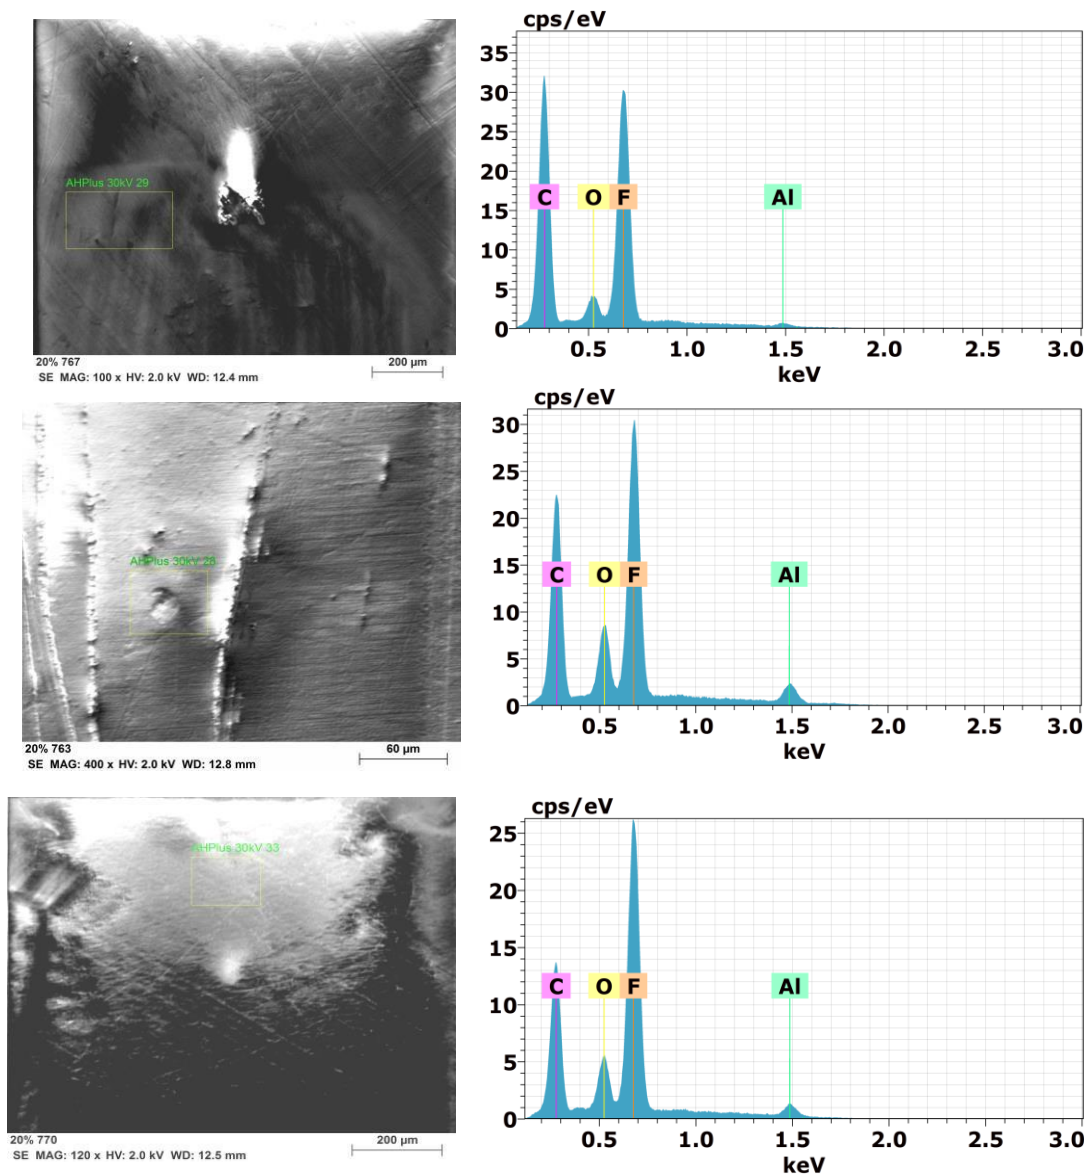 AHPlus 30kV 29
20% 767
200 µm
SE MAG: 100 x HV: 2.0 kV WD: 12.4 mm
cps/eV
35
30
25
20
15
10
5
0
C O F Al
0.5 1.0 1.5 2.0 2.5 3.0
keV
AHPlus 30kV 28
20% 763
60 µm
SE MAG: 400 x HV: 2.0 kV WD: 12.8 mm
cps/eV
30
25
20
15
10
5
0
C O F Al
0.5 1.0 1.5 2.0 2.5 3.0
keV
AHPlus 30kV 33
20% 770
200 µm
SE MAG: 120 x HV: 2.0 kV WD: 12.5 mm
cps/eV
25
20
15
10
5
0
C O F Al
0.5 1.0 1.5 2.0 2.5 3.0
keV